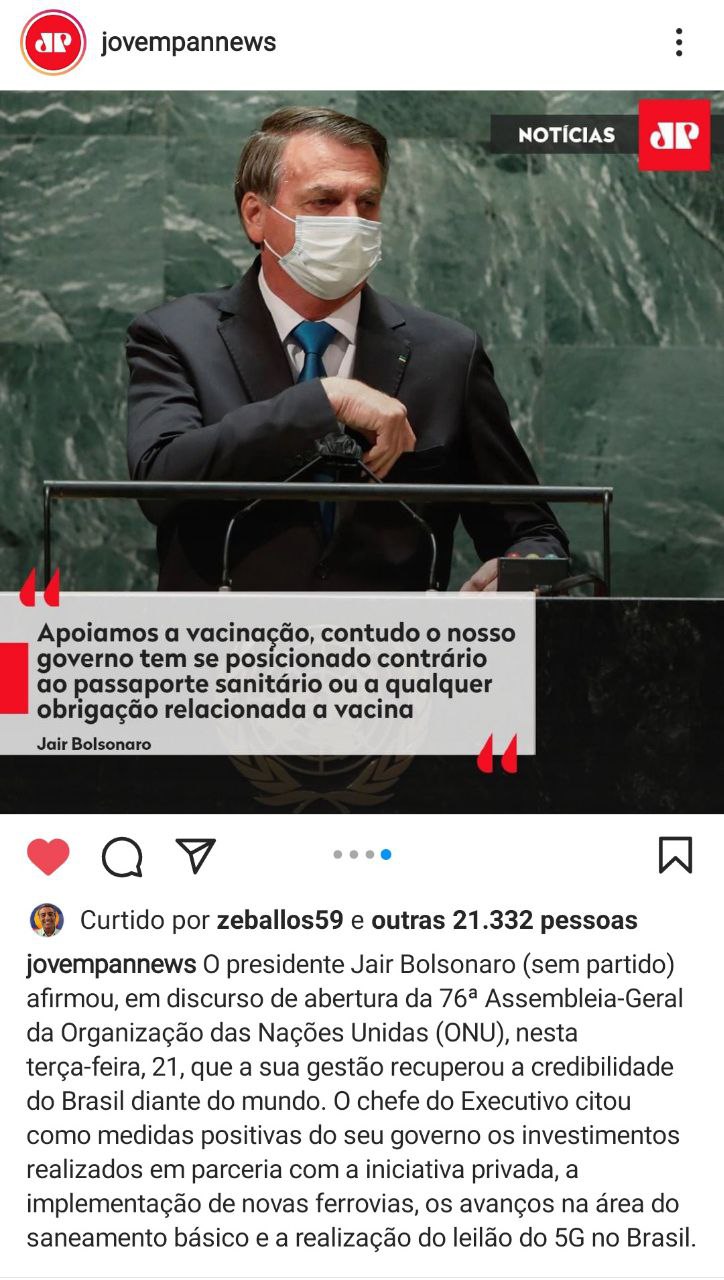 JP jovempannews
NOTÍCIAS JP
Apoiamos a vacinação, contudo o nosso
governo tem se posicionado contrário
ao passaporte sanitário ou a qualquer
obrigação relacionada a vacina
Jair Bolsonaro
Curtido por zeballos59 e outras 21.332 pessoas
jovempannews O presidente Jair Bolsonaro (sem partido)
afirmou, em discurso de abertura da 76ª Assembleia-Geral
da Organização das Nações Unidas (ONU), nesta
terça-feira, 21, que a sua gestão recuperou a credibilidade
do Brasil diante do mundo. O chefe do Executivo citou
como medidas positivas do seu governo os investimentos
realizados em parceria com a iniciativa privada, a
implementação de novas ferrovias, os avanços na área do
saneamento básico e a realização do leilão do 5G no Brasil.